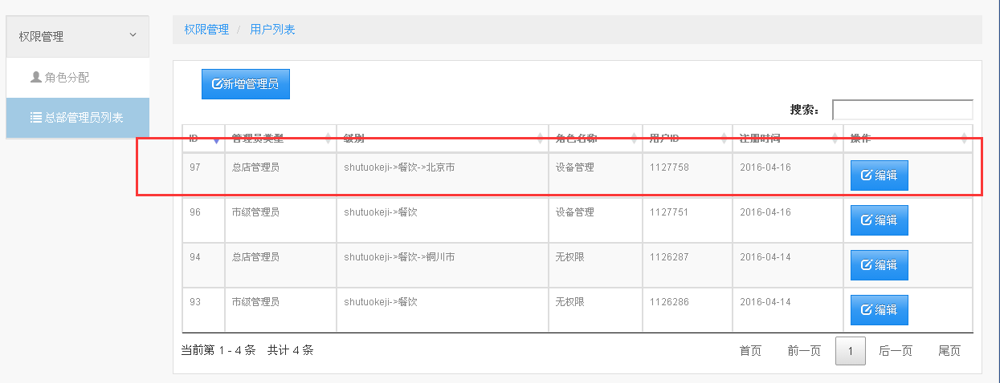 权限管理
权限管理 / 用户列表
角色分配
总部管理员列表
新增管理员
搜索：
ID 管理员类型 级别 角色名称 用户ID 注册时间 操作
97 总店管理员 shutuokeji->餐饮->北京市 设备管理 1127758 2016-04-16 编辑
96 市级管理员 shutuokeji->餐饮 设备管理 1127751 2016-04-16 编辑
94 总店管理员 shutuokeji->餐饮->铜川市 无权限 1126287 2016-04-14 编辑
93 市级管理员 shutuokeji->餐饮 无权限 1126286 2016-04-14 编辑
当前第 1 - 4 条 共计 4 条
首页 前一页 1 后一页 尾页